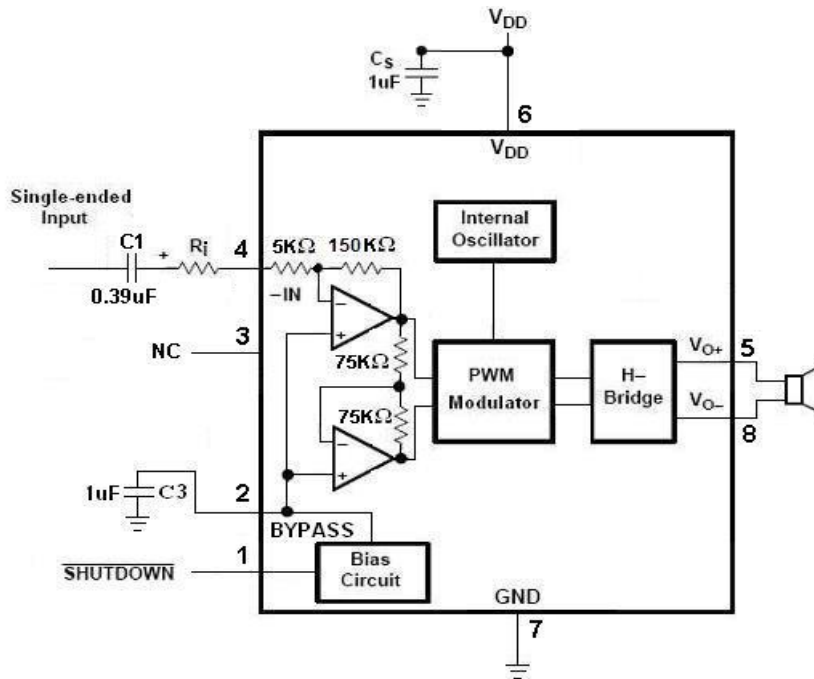 VDD
CS
1uF
6
VDD
Single-ended
Input
C1
+
Ri
4
5KΩ
150KΩ
Internal
Oscillator
0.39uF
−IN
−
+
3
NC
75KΩ
PWM
Modulator
H−
Bridge
VO+
5
VO−
8
75KΩ
−
+
1uF
C3
2
BYPASS
1
SHUTDOWN
Bias
Circuit
GND
7